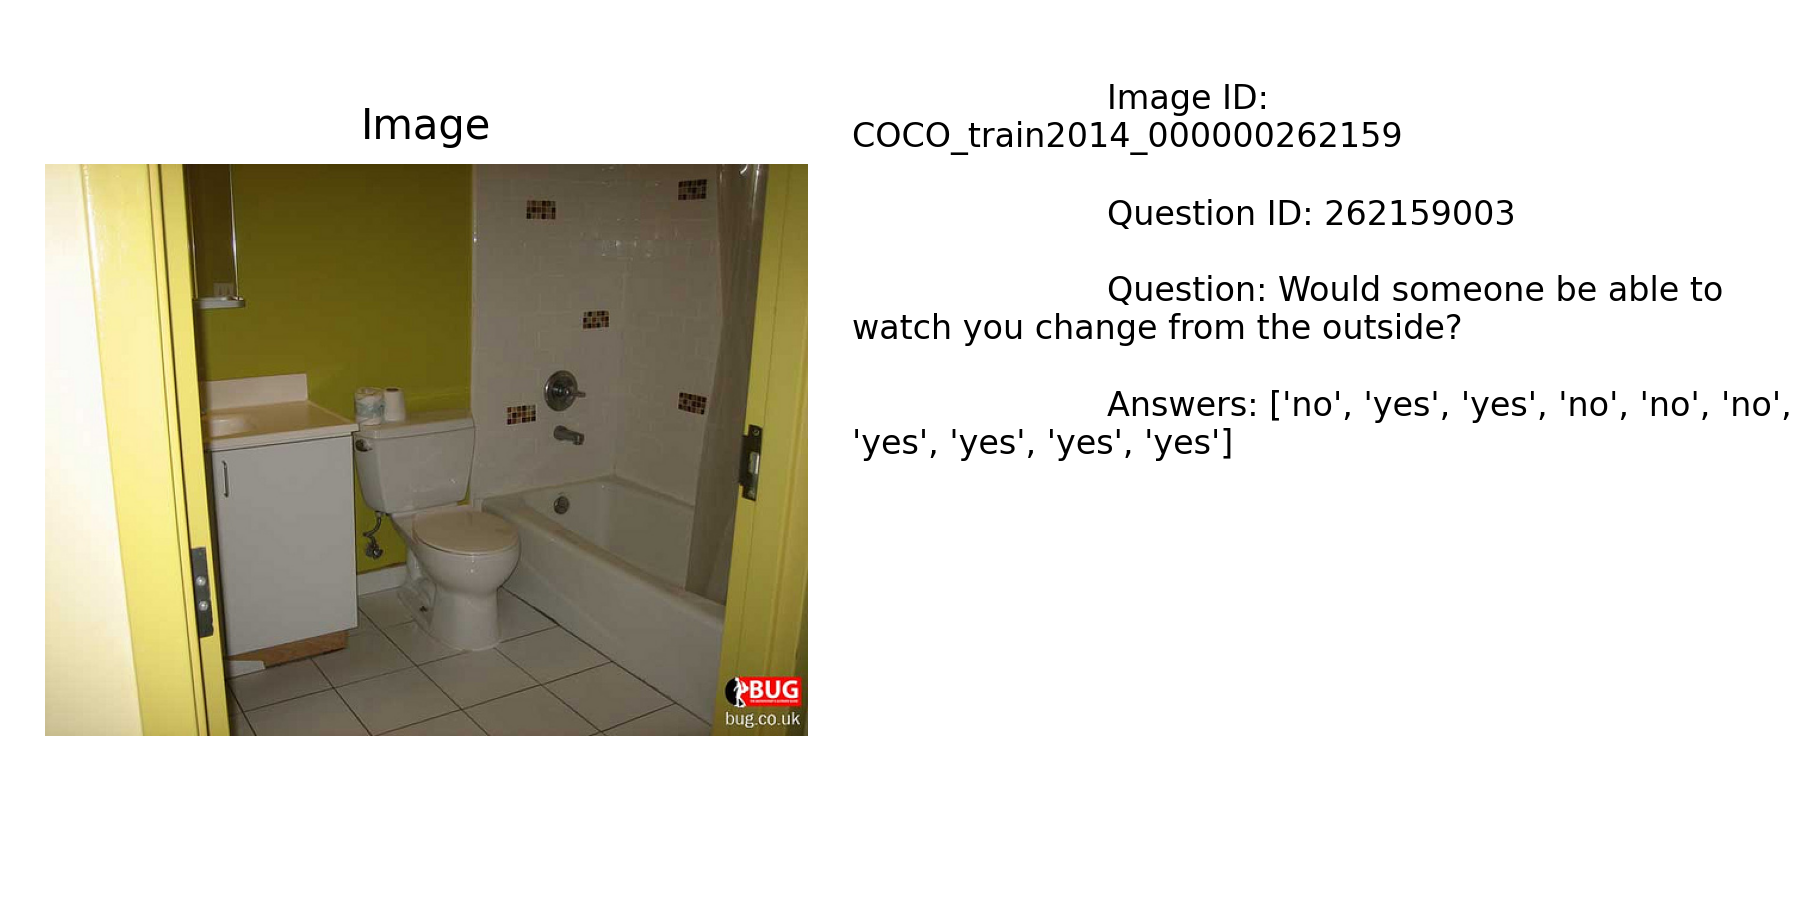 Image
Image ID:
COCO_train2014_000000262159
Question ID: 262159003
Question: Would someone be able to
watch you change from the outside?
Answers: ['no', 'yes', 'yes', 'no', 'no', 'no',
'yes', 'yes', 'yes', 'yes']
BUG
bug.co.uk